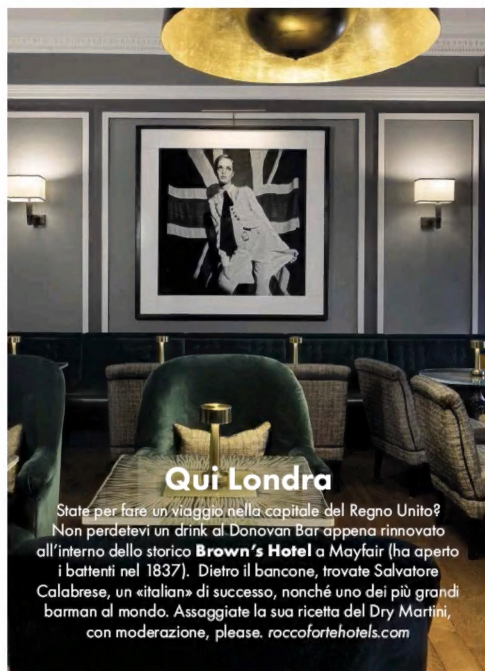 Qui Londra
State per fare un viaggio nella capitale del Regno Unito?
Non perdetevi un drink al Donovan Bar appena rinnovato
all'interno dello storico Brown's Hotel a Mayfair (ha aperto
i battenti nel 1837). Dietro il bancone, trovate Salvatore
Calabrese, un «italian» di successo, nonché uno dei più grandi
barman al mondo. Assaggiate la sua ricetta del Dry Martini,
con moderazione, please. roccofortehotels.com